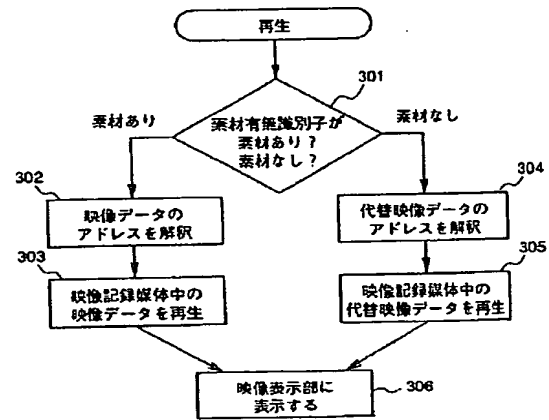 再生
301
素材有無識別子が
素材あり?
素材なし?
素材あり
素材なし
302
映像データの
アドレスを解釈
304
代替映像データの
アドレスを解釈
303
映像記録媒体中の
映像データを再生
305
映像記録媒体中の
代替映像データを再生
映像表示部に
表示する
306